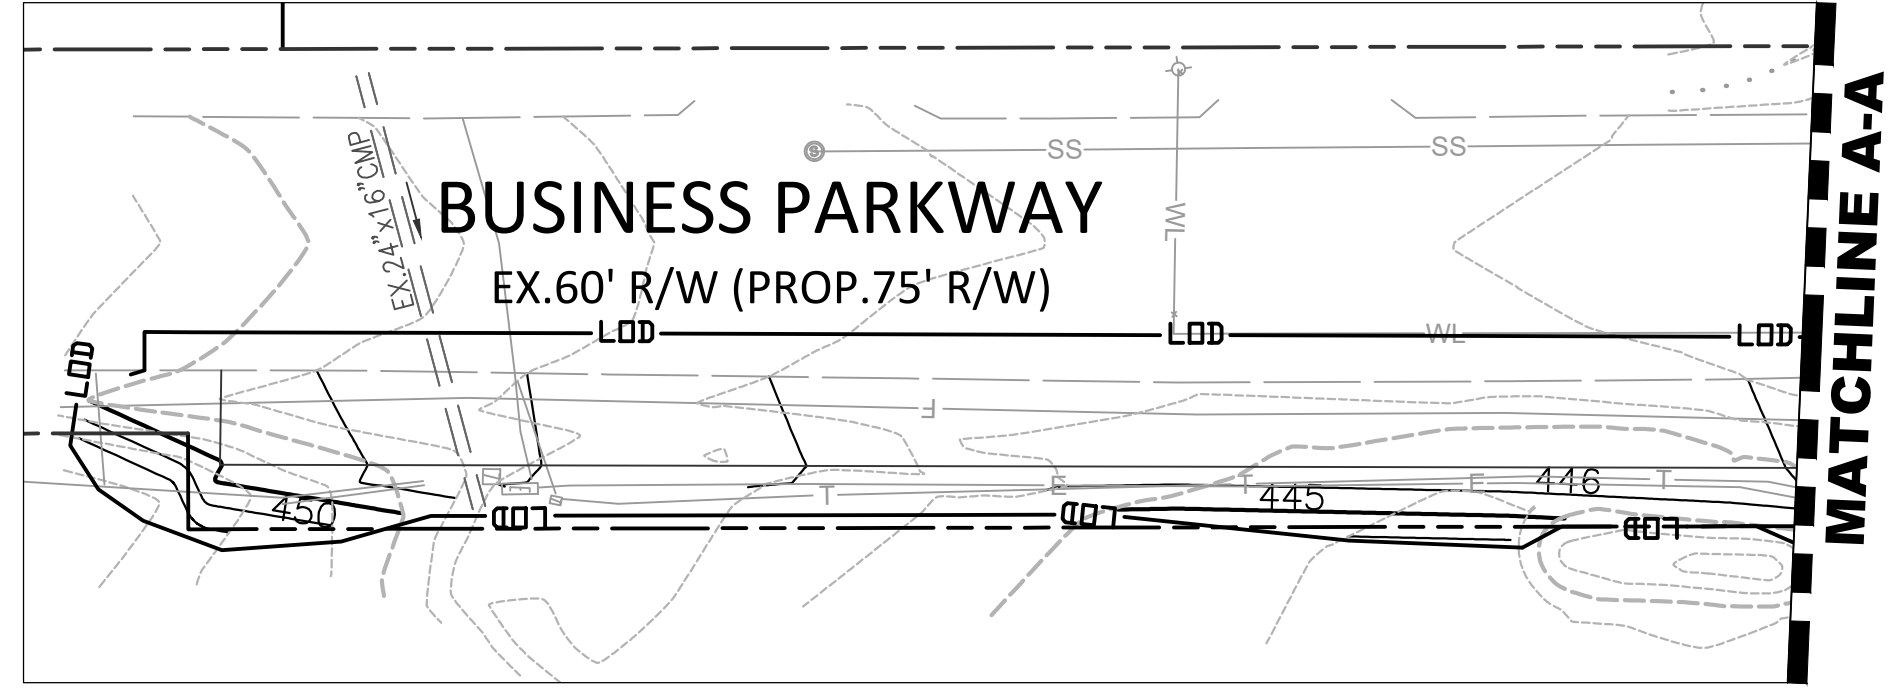 EX.24"x16"CMP
S
SS
SS
BUSINESS PARKWAY
WL
EX.60' R/W (PROP.75' R/W)
LOD
LOD
WL
LOD
LOD
MATCHLINE A-A
T
E
T
T
446
445
450
LOD
LOD
LOD